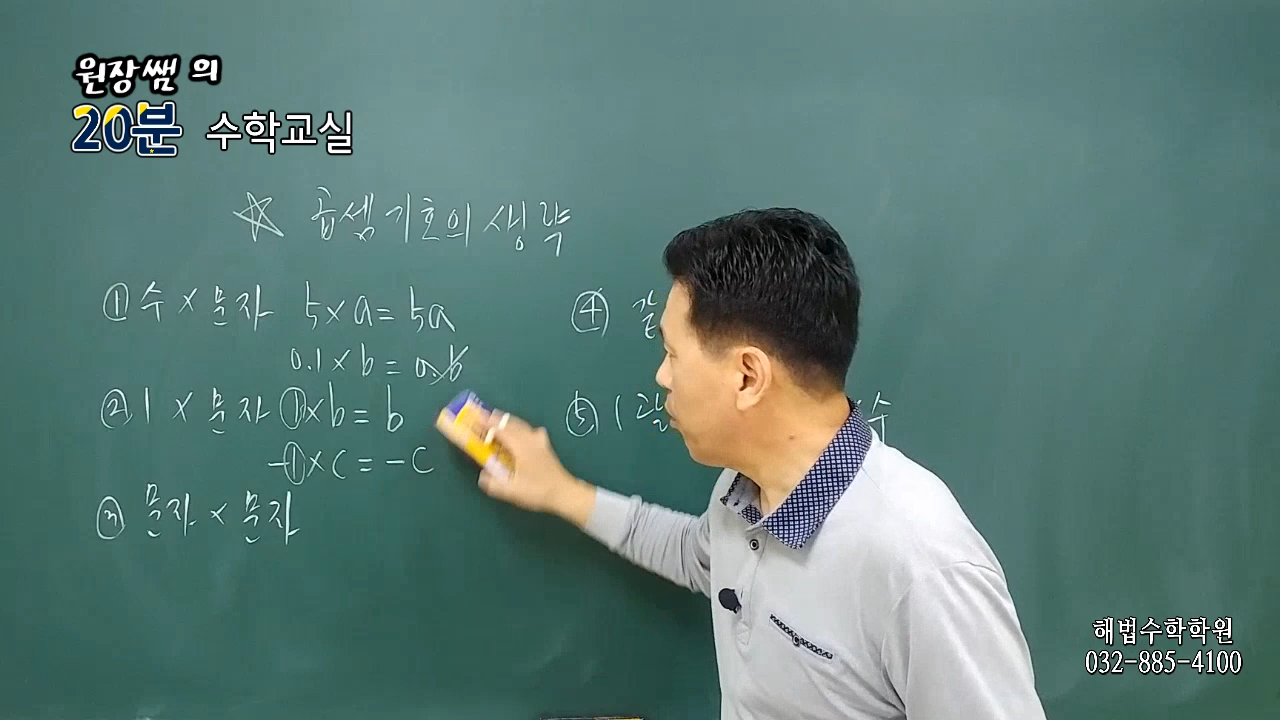 원장쌤 의
20분 수학교실
☆ 곱셈기호의 생략
① 수 × 문자 5×a=5a
0.1×b=0.b
② 1 × 문자 1×b=b
-1×c=-c
③ 문자 × 문자
④
⑤ 1 수
해법수학학원
032-885-4100